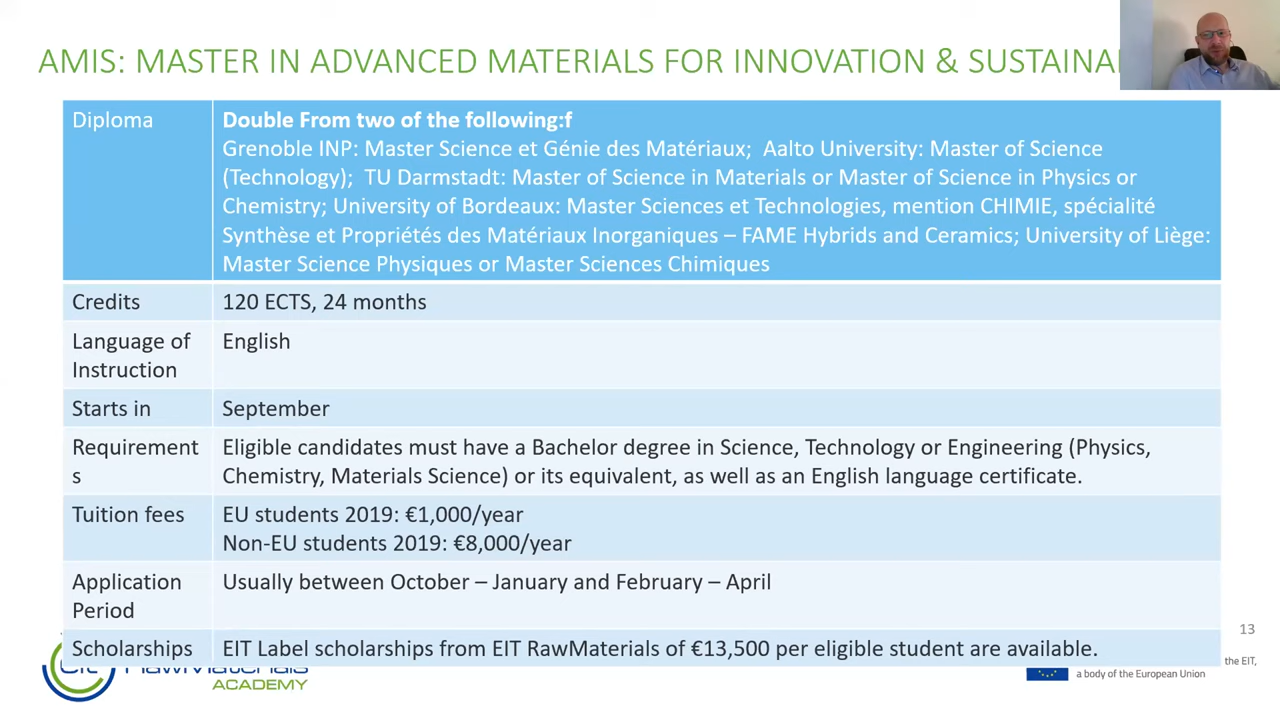 AMIS: MASTER IN ADVANCED MATERIALS FOR INNOVATION & SUSTAINA
Diploma
Double From two of the following:f
Grenoble INP: Master Science et Génie des Matériaux; Aalto University: Master of Science
(Technology); TU Darmstadt: Master of Science in Materials or Master of Science in Physics or
Chemistry; University of Bordeaux: Master Sciences et Technologies, mention CHIMIE, spécialité
Synthèse et Propriétés des Matériaux Inorganiques – FAME Hybrids and Ceramics; University of Liège:
Master Science Physiques or Master Sciences Chimiques
Credits
120 ECTS, 24 months
Language of
Instruction
English
Starts in
September
Requirement
s
Eligible candidates must have a Bachelor degree in Science, Technology or Engineering (Physics,
Chemistry, Materials Science) or its equivalent, as well as an English language certificate.
Tuition fees
EU students 2019: €1,000/year
Non-EU students 2019: €8,000/year
Application
Period
Usually between October – January and February – April
Scholarships
EIT Label scholarships from EIT RawMaterials of €13,500 per eligible student are available.
13
RawMaterials
ACADEMY
the EIT,
a body of the European Union